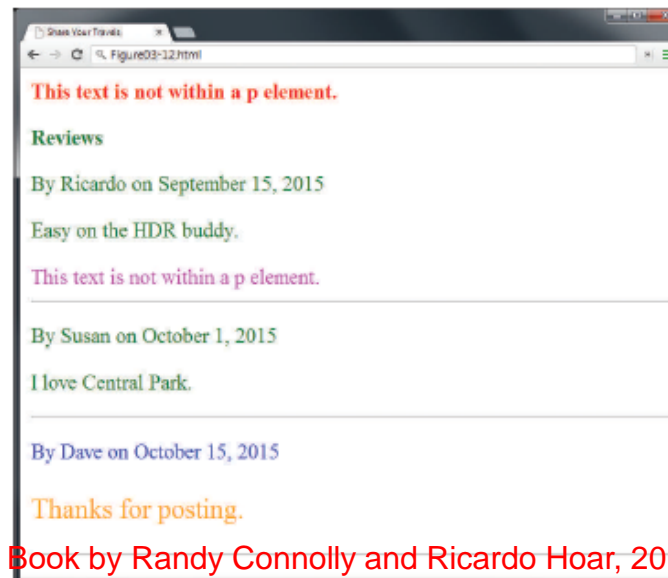 Share Your Travels
Figure03-12.html
This text is not within a p element.
Reviews
By Ricardo on September 15, 2015
Easy on the HDR buddy.
This text is not within a p element.
By Susan on October 1, 2015
I love Central Park.
By Dave on October 15, 2015
Thanks for posting.
Book by Randy Connolly and Ricardo Hoar, 20